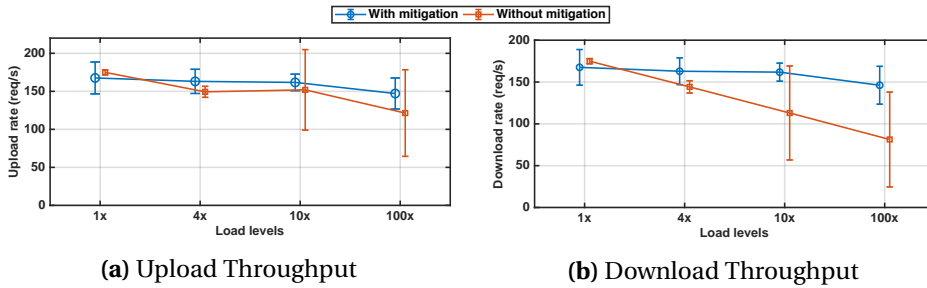 With mitigation Without mitigation
Upload rate (req/s)
200
150
100
50
0
1x 4x 10x 100x
Load levels
(a) Upload Throughput
Download rate (req/s)
200
150
100
50
0
1x 4x 10x 100x
Load levels
(b) Download Throughput